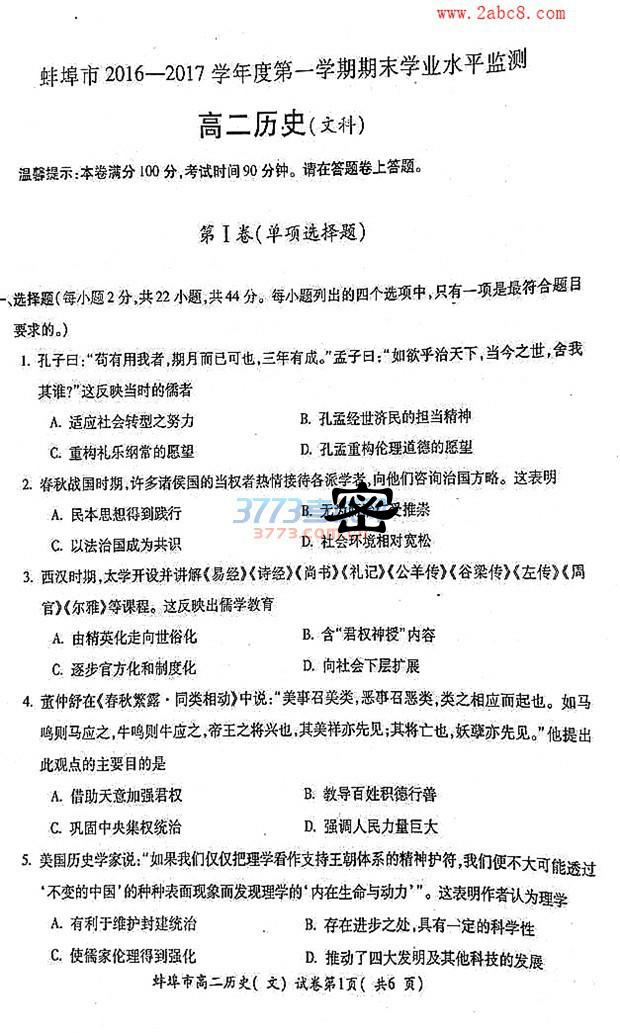 www.2abc8.com
蚌埠市2016—2017学年度第一学期期末学业水平监测
高二历史(文科)
温馨提示:本卷满分100分,考试时间90分钟。请在答题卷上答题。
第Ⅰ卷(单项选择题)
一、选择题(每小题2分,共22小题,共44分。每小题列出的四个选项中,只有一项是最符合题目
要求的。)
1. 孔子曰:“苟有用我者,期月而已可也,三年有成。”孟子曰:“如欲乎治天下,当今之世,舍我
其谁?”这反映当时的儒者
A. 适应社会转型之努力 B. 孔孟经世济民的担当精神
C. 重构礼乐纲常的愿望 D. 孔孟重构伦理道德的愿望
2. 春秋战国时期,许多诸侯国的当权者热情接待各派学者,向他们咨询治国方略。这表明
A. 民本思想得到践行 B. 无为 受推崇
密
3773
3773.com
C. 以法治国成为共识 D. 社会环境相对宽松
3. 西汉时期,太学开设并讲解《易经》《诗经》《尚书》《礼记》《公羊传》《谷梁传》《左传》《周
官》《尔雅》等课程。这反映出儒学教育
A. 由精英化走向世俗化 B. 含“君权神授”内容
C. 逐步官方化和制度化 D. 向社会下层扩展
4. 董仲舒在《春秋繁露·同类相动》中说:“美事召美类,恶事召恶类,类之相应而起也。如马
鸣则马应之,牛鸣则牛应之,帝王之将兴也,其美祥亦先见;其将亡也,妖孽亦先见。”他提出
此观点的主要目的是
A. 借助天意加强君权 B. 教导百姓积德行善
C. 巩固中央集权统治 D. 强调人民力量巨大
5. 美国历史学家说:“如果我们仅仅把理学看作支持王朝体系的精神护符,我们便不大可能透过
‘不变的中国’的种种表面现象而发现理学的‘内在生命与动力’”。这表明作者认为理学
A. 有利于维护封建统治 B. 存在进步之处,具有一定的科学性
C. 使儒家伦理得到强化 D. 推动了四大发明及其他科技的发展
蚌埠市高二历史(文)试卷第1页(共6页)